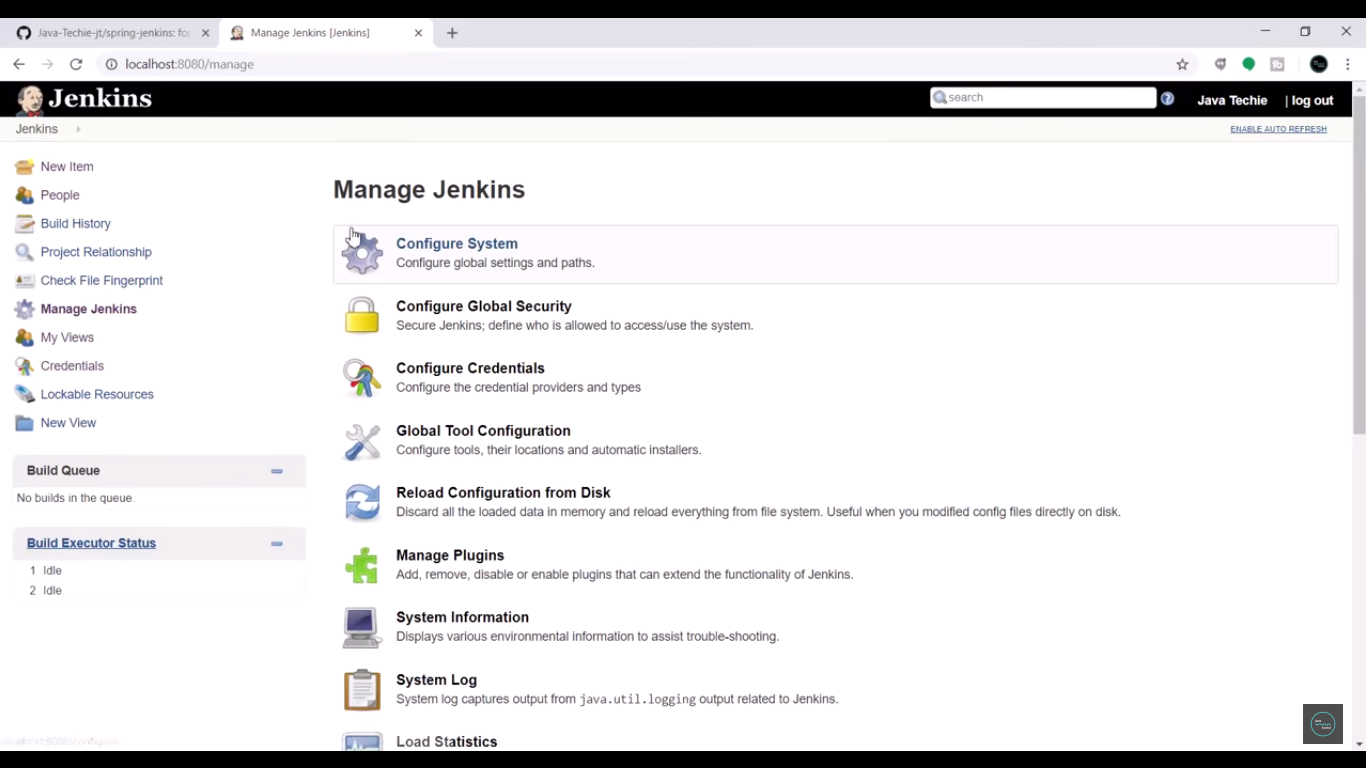 Java-Techie-jt/spring-jenkins: fo
Manage Jenkins [Jenkins]
localhost:8080/manage
Jenkins
search
Java Techie
| log out
Jenkins
ENABLE AUTO REFRESH
New Item
People
Build History
Project Relationship
Check File Fingerprint
Manage Jenkins
My Views
Credentials
Lockable Resources
New View
Build Queue
No builds in the queue.
Build Executor Status
1 Idle
2 Idle
Manage Jenkins
Configure System
Configure global settings and paths.
Configure Global Security
Secure Jenkins; define who is allowed to access/use the system.
Configure Credentials
Configure the credential providers and types
Global Tool Configuration
Configure tools, their locations and automatic installers.
Reload Configuration from Disk
Discard all the loaded data in memory and reload everything from file system. Useful when you modified config files directly on disk.
Manage Plugins
Add, remove, disable or enable plugins that can extend the functionality of Jenkins.
System Information
Displays various environmental information to assist trouble-shooting.
System Log
System log captures output from java.util.logging output related to Jenkins.
Load Statistics